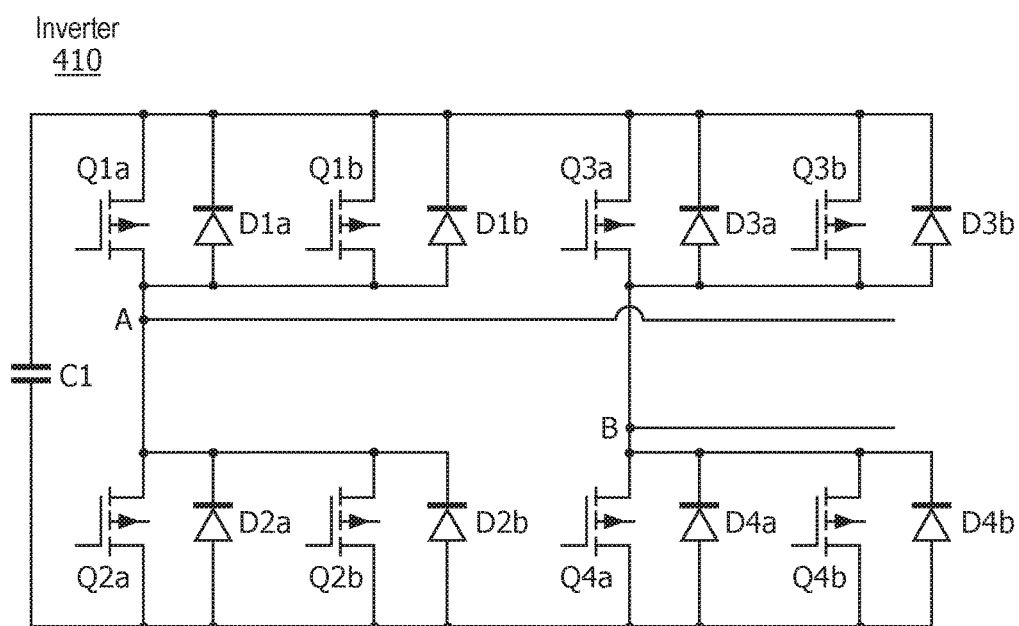 Inverter
410
Q1a
Q1b
Q3a
Q3b
D1a
D1b
D3a
D3b
A
C1
B
D2a
D2b
D4a
D4b
Q2a
Q2b
Q4a
Q4b